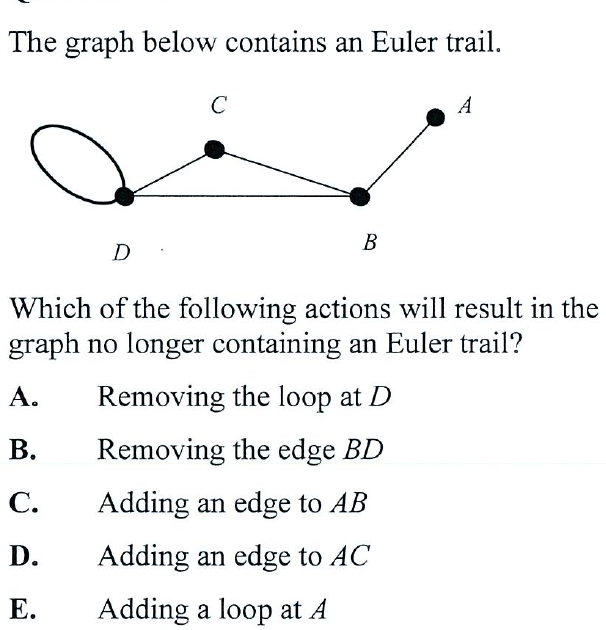 The graph below contains an Euler trail.
C
A
D
B
Which of the following actions will result in the
graph no longer containing an Euler trail?
A. Removing the loop at D
B. Removing the edge BD
C. Adding an edge to AB
D. Adding an edge to AC
E. Adding a loop at A